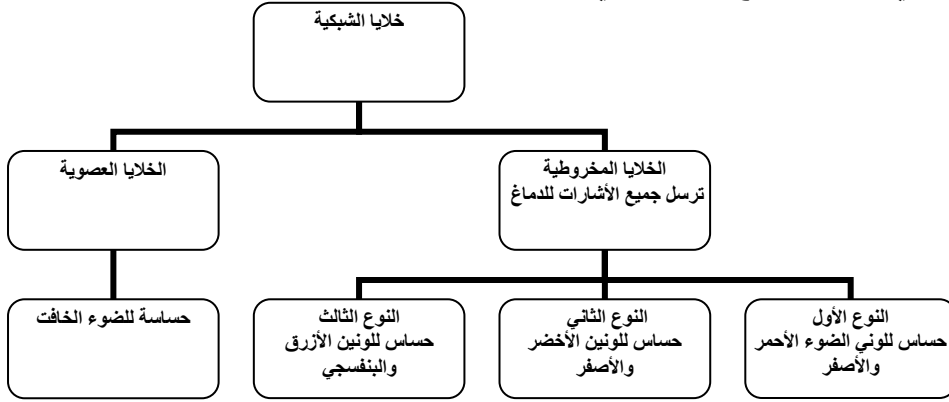 خلايا الشبكية
الخلايا المخروطية
ترسل جميع الأشارات للدماغ
الخلايا العصوية
النوع الأول
حساس للوني الضوء الأحمر
والأصفر
النوع الثاني
حساس للونين الأخضر
والأصفر
النوع الثالث
حساس للونين الأزرق
والبنفسجي
حساسة للضوء الخافت